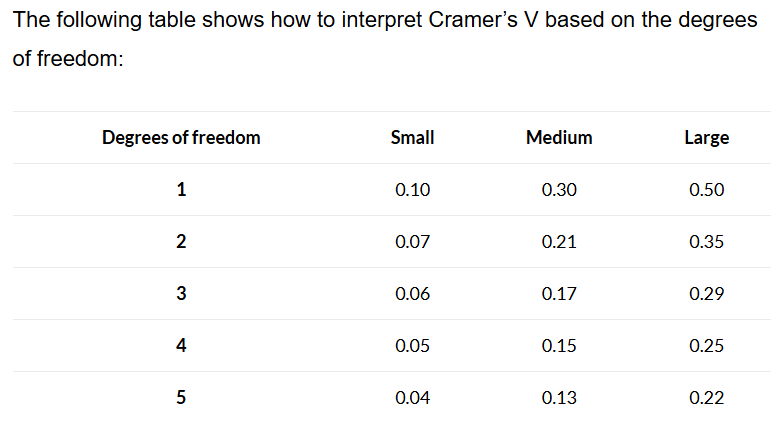 The following table shows how to interpret Cramer’s V based on the degrees
of freedom:
Degrees of freedom Small Medium Large
1 0.10 0.30 0.50
2 0.07 0.21 0.35
3 0.06 0.17 0.29
4 0.05 0.15 0.25
5 0.04 0.13 0.22